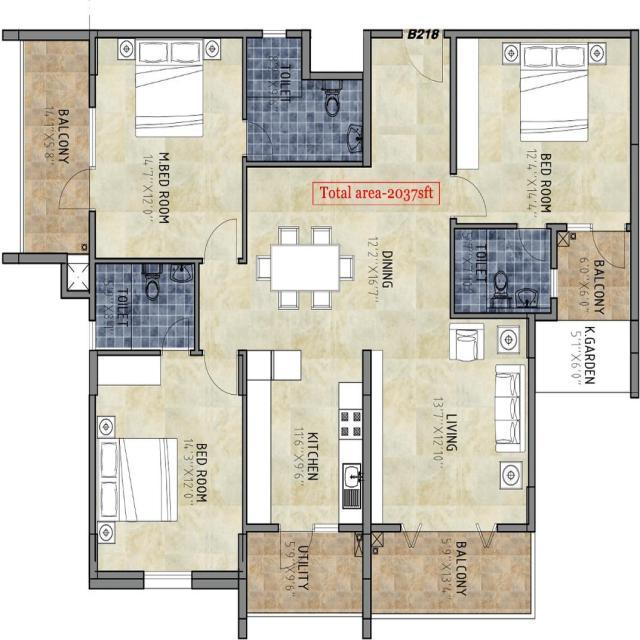 B218
TOILET
BALCONY
14'1"X5'8"
M.BED ROOM
14'7"X12'0"
BED ROOM
12'4"X14'4"
Total area-2037sft
DINING
12'2"X16'7"
TOILET
BALCONY
6'0"X6'0"
TOILET
K.GARDEN
5'1"X6'0"
LIVING
13'7"X12'10"
KITCHEN
11'6"X9'6"
BED ROOM
14'3"X12'0"
UTILITY
5'9"X9'6"
BALCONY
5'9"X13'4"